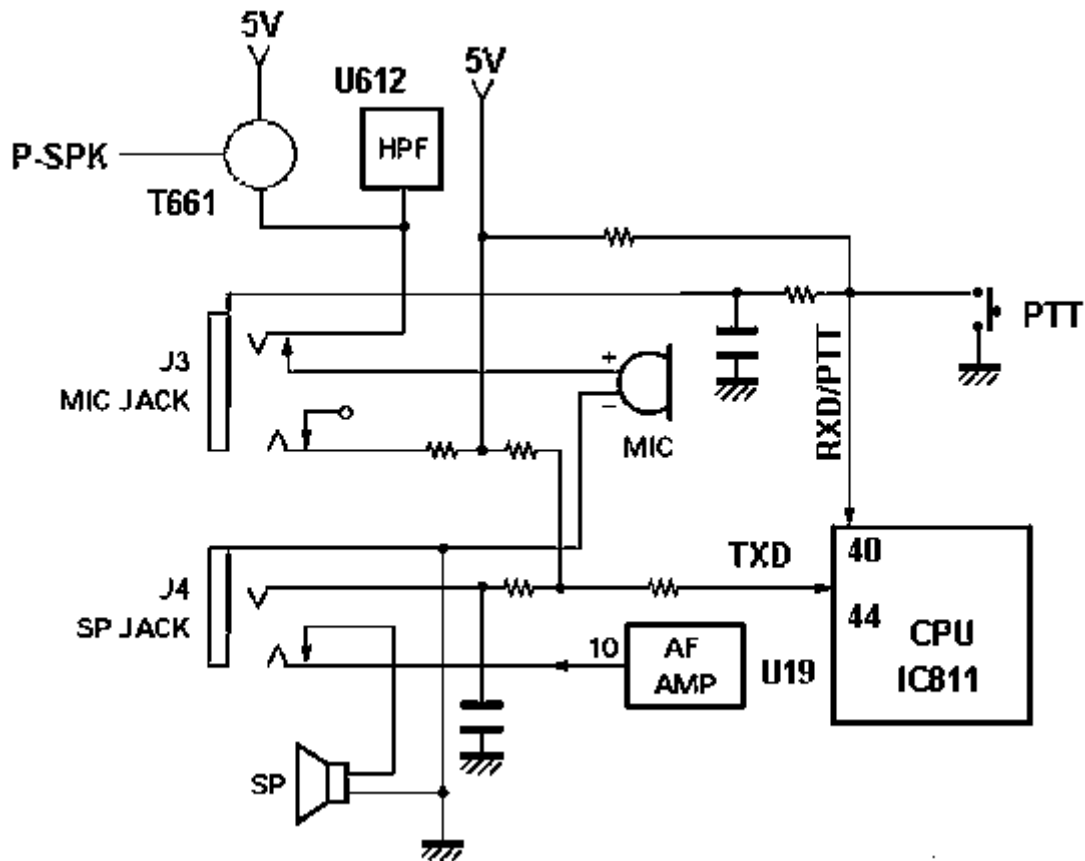 5V
5V
U612
HPF
P-SPK
T661
J3
MIC JACK
+
−
MIC
PTT
RXD/PTT
J4
SP JACK
TXD
40
44
CPU
IC811
10
AF
AMP
U19
SP